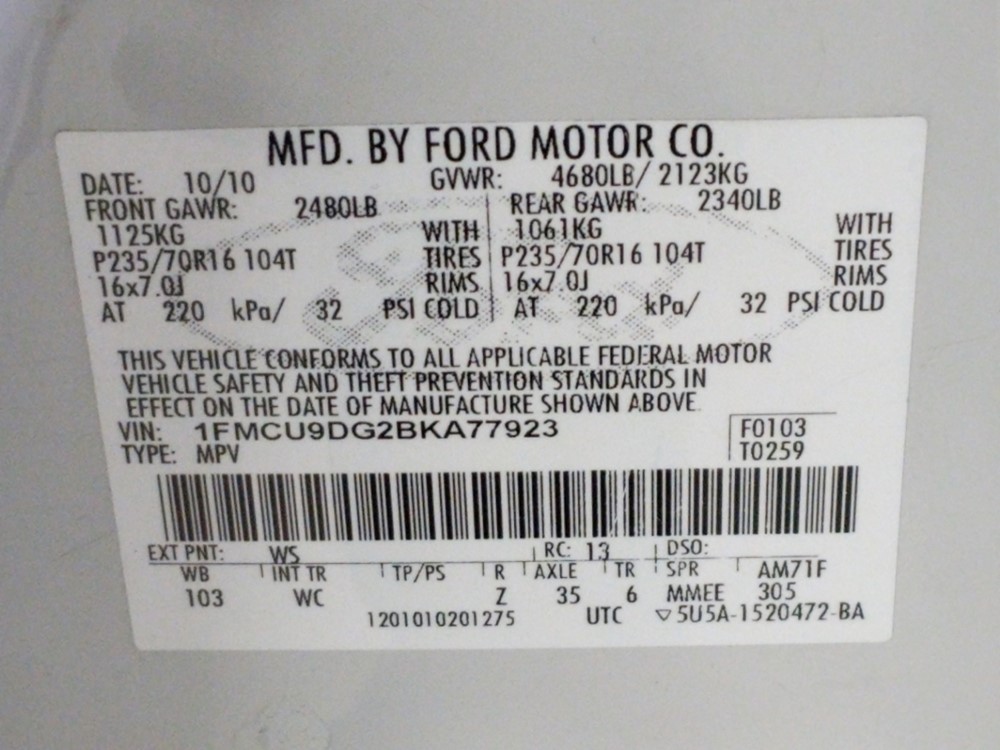 MFD. BY FORD MOTOR CO.
DATE: 10/10 GVWR: 4680LB/ 2123KG
FRONT GAWR: 2480LB REAR GAWR: 2340LB
1125KG WITH 1061KG WITH
P235/70R16 104T TIRES P235/70R16 104T TIRES
16x7.0J RIMS 16x7.0J RIMS
AT 220 kPa/ 32 PSI COLD AT 220 kPa/ 32 PSI COLD
THIS VEHICLE CONFORMS TO ALL APPLICABLE FEDERAL MOTOR
VEHICLE SAFETY AND THEFT PREVENTION STANDARDS IN
EFFECT ON THE DATE OF MANUFACTURE SHOWN ABOVE.
VIN: 1FMCU9DG2BKA77923 F0103
TYPE: MPV T0259
EXT PNT: WS RC: 13 DSO:
WB INT TR TP/PS R AXLE TR SPR AM71F
103 WC Z 35 6 MMEE 305
1201010201275 UTC ▽5U5A-1520472-BA